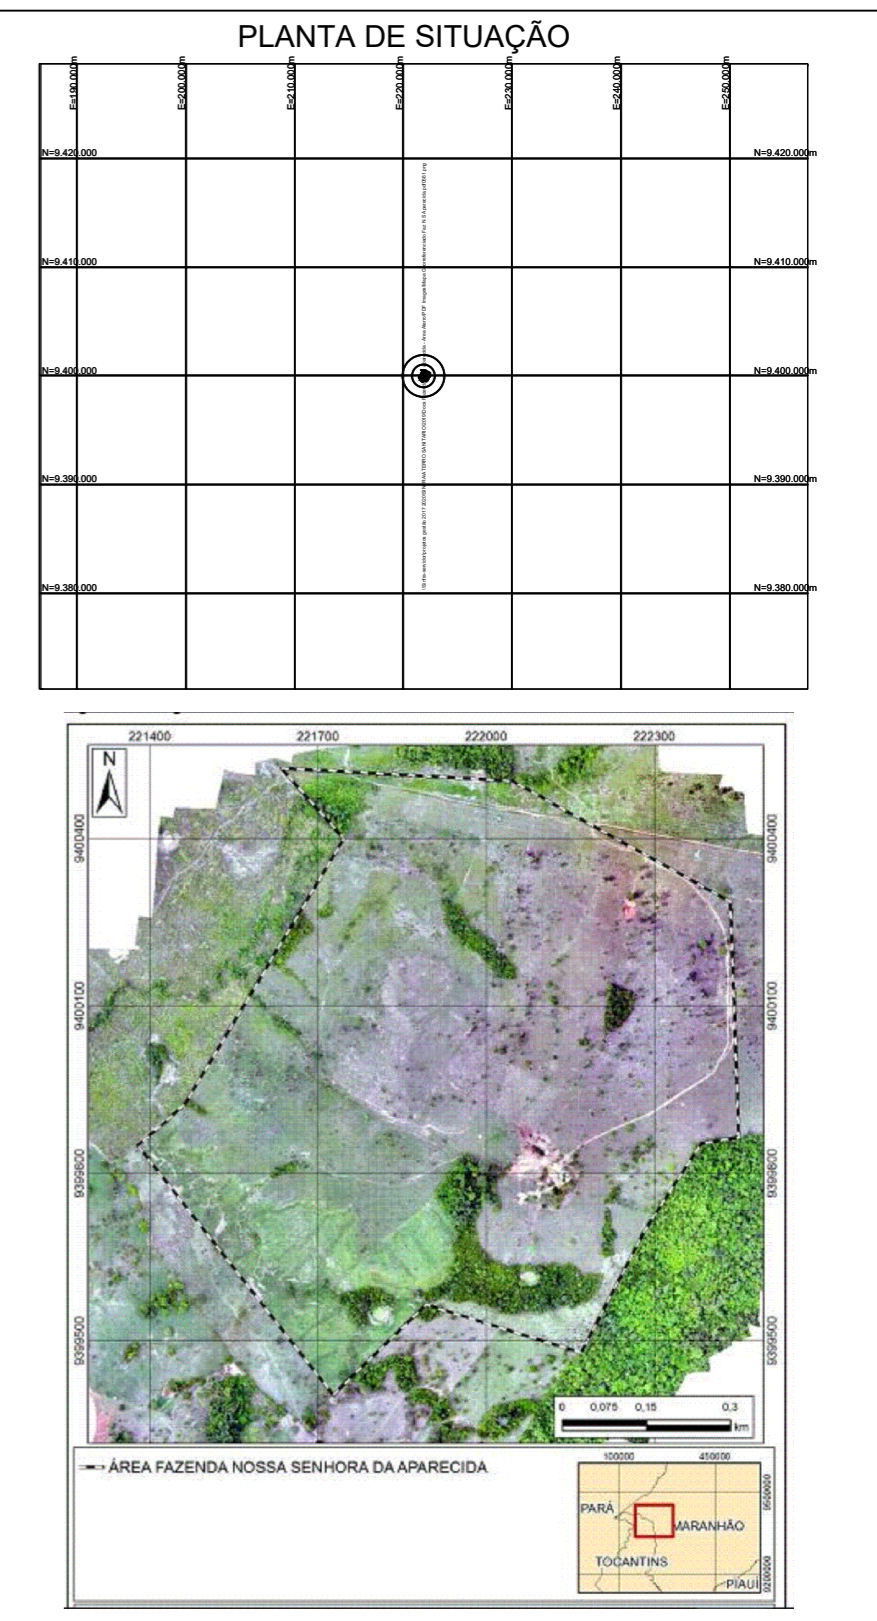 PLANTA DE SITUAÇÃO
E=190.000m
E=200.000m
E=210.000m
E=220.000m
E=230.000m
E=240.000m
E=250.000m
N=9.420.000 N=9.420.000m
N=9.410.000 N=9.410.000m
N=9.400.000 N=9.400.000m
N=9.390.000 N=9.390.000m
N=9.380.000 N=9.380.000m
221400 221700 222000 222300
N
9400400 9400400
9400100 9400100
9399800 9399800
9399500 9399500
0 0,075 0,15 0,3
km
ÁREA FAZENDA NOSSA SENHORA DA APARECIDA
100000 450000
9500000
PARÁ
MARANHÃO
TOCANTINS
PIAUÍ
9200000